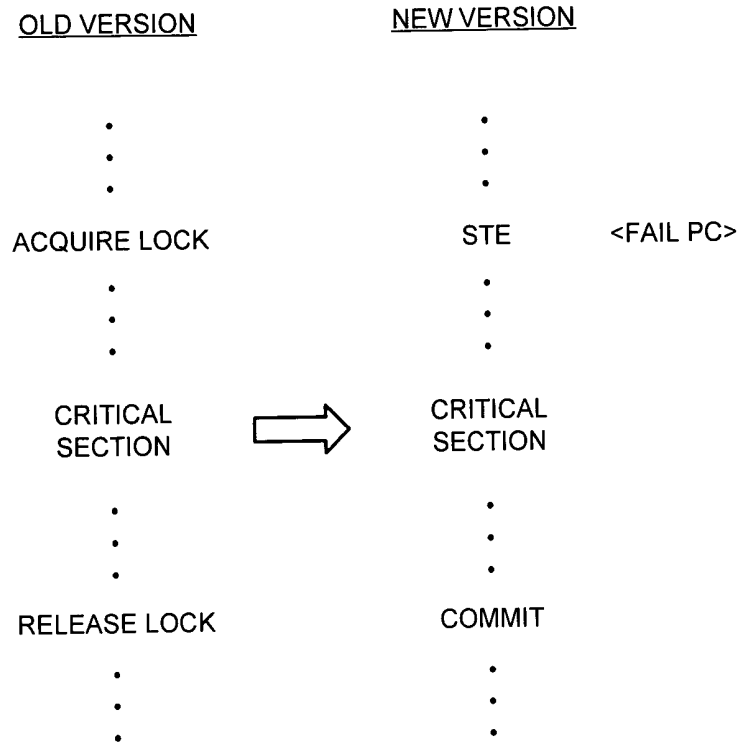 OLD VERSION
NEW VERSION
ACQUIRE LOCK
STE
<FAIL PC>
CRITICAL
SECTION
CRITICAL
SECTION
RELEASE LOCK
COMMIT